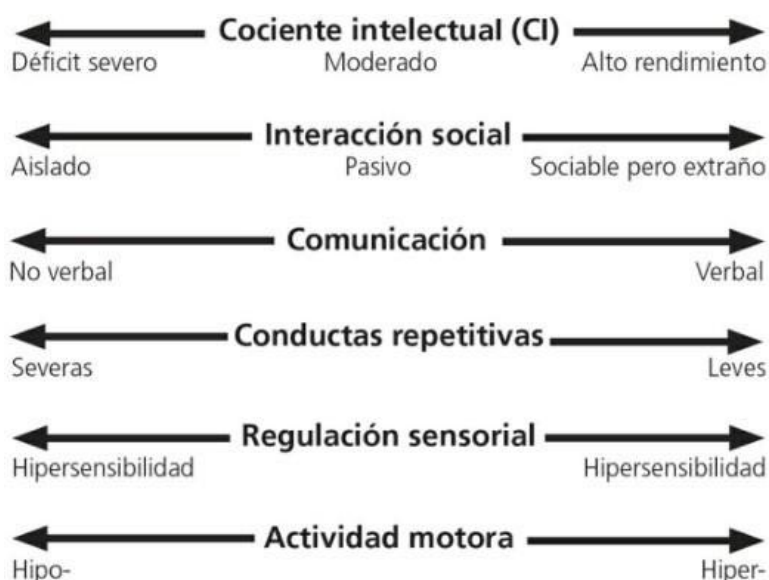 Cociente intelectual (CI)
Déficit severo Moderado Alto rendimiento
Interacción social
Aislado Pasivo Sociable pero extraño
Comunicación
No verbal Verbal
Conductas repetitivas
Severas Leves
Regulación sensorial
Hipersensibilidad Hipersensibilidad
Actividad motora
Hipo- Hiper-